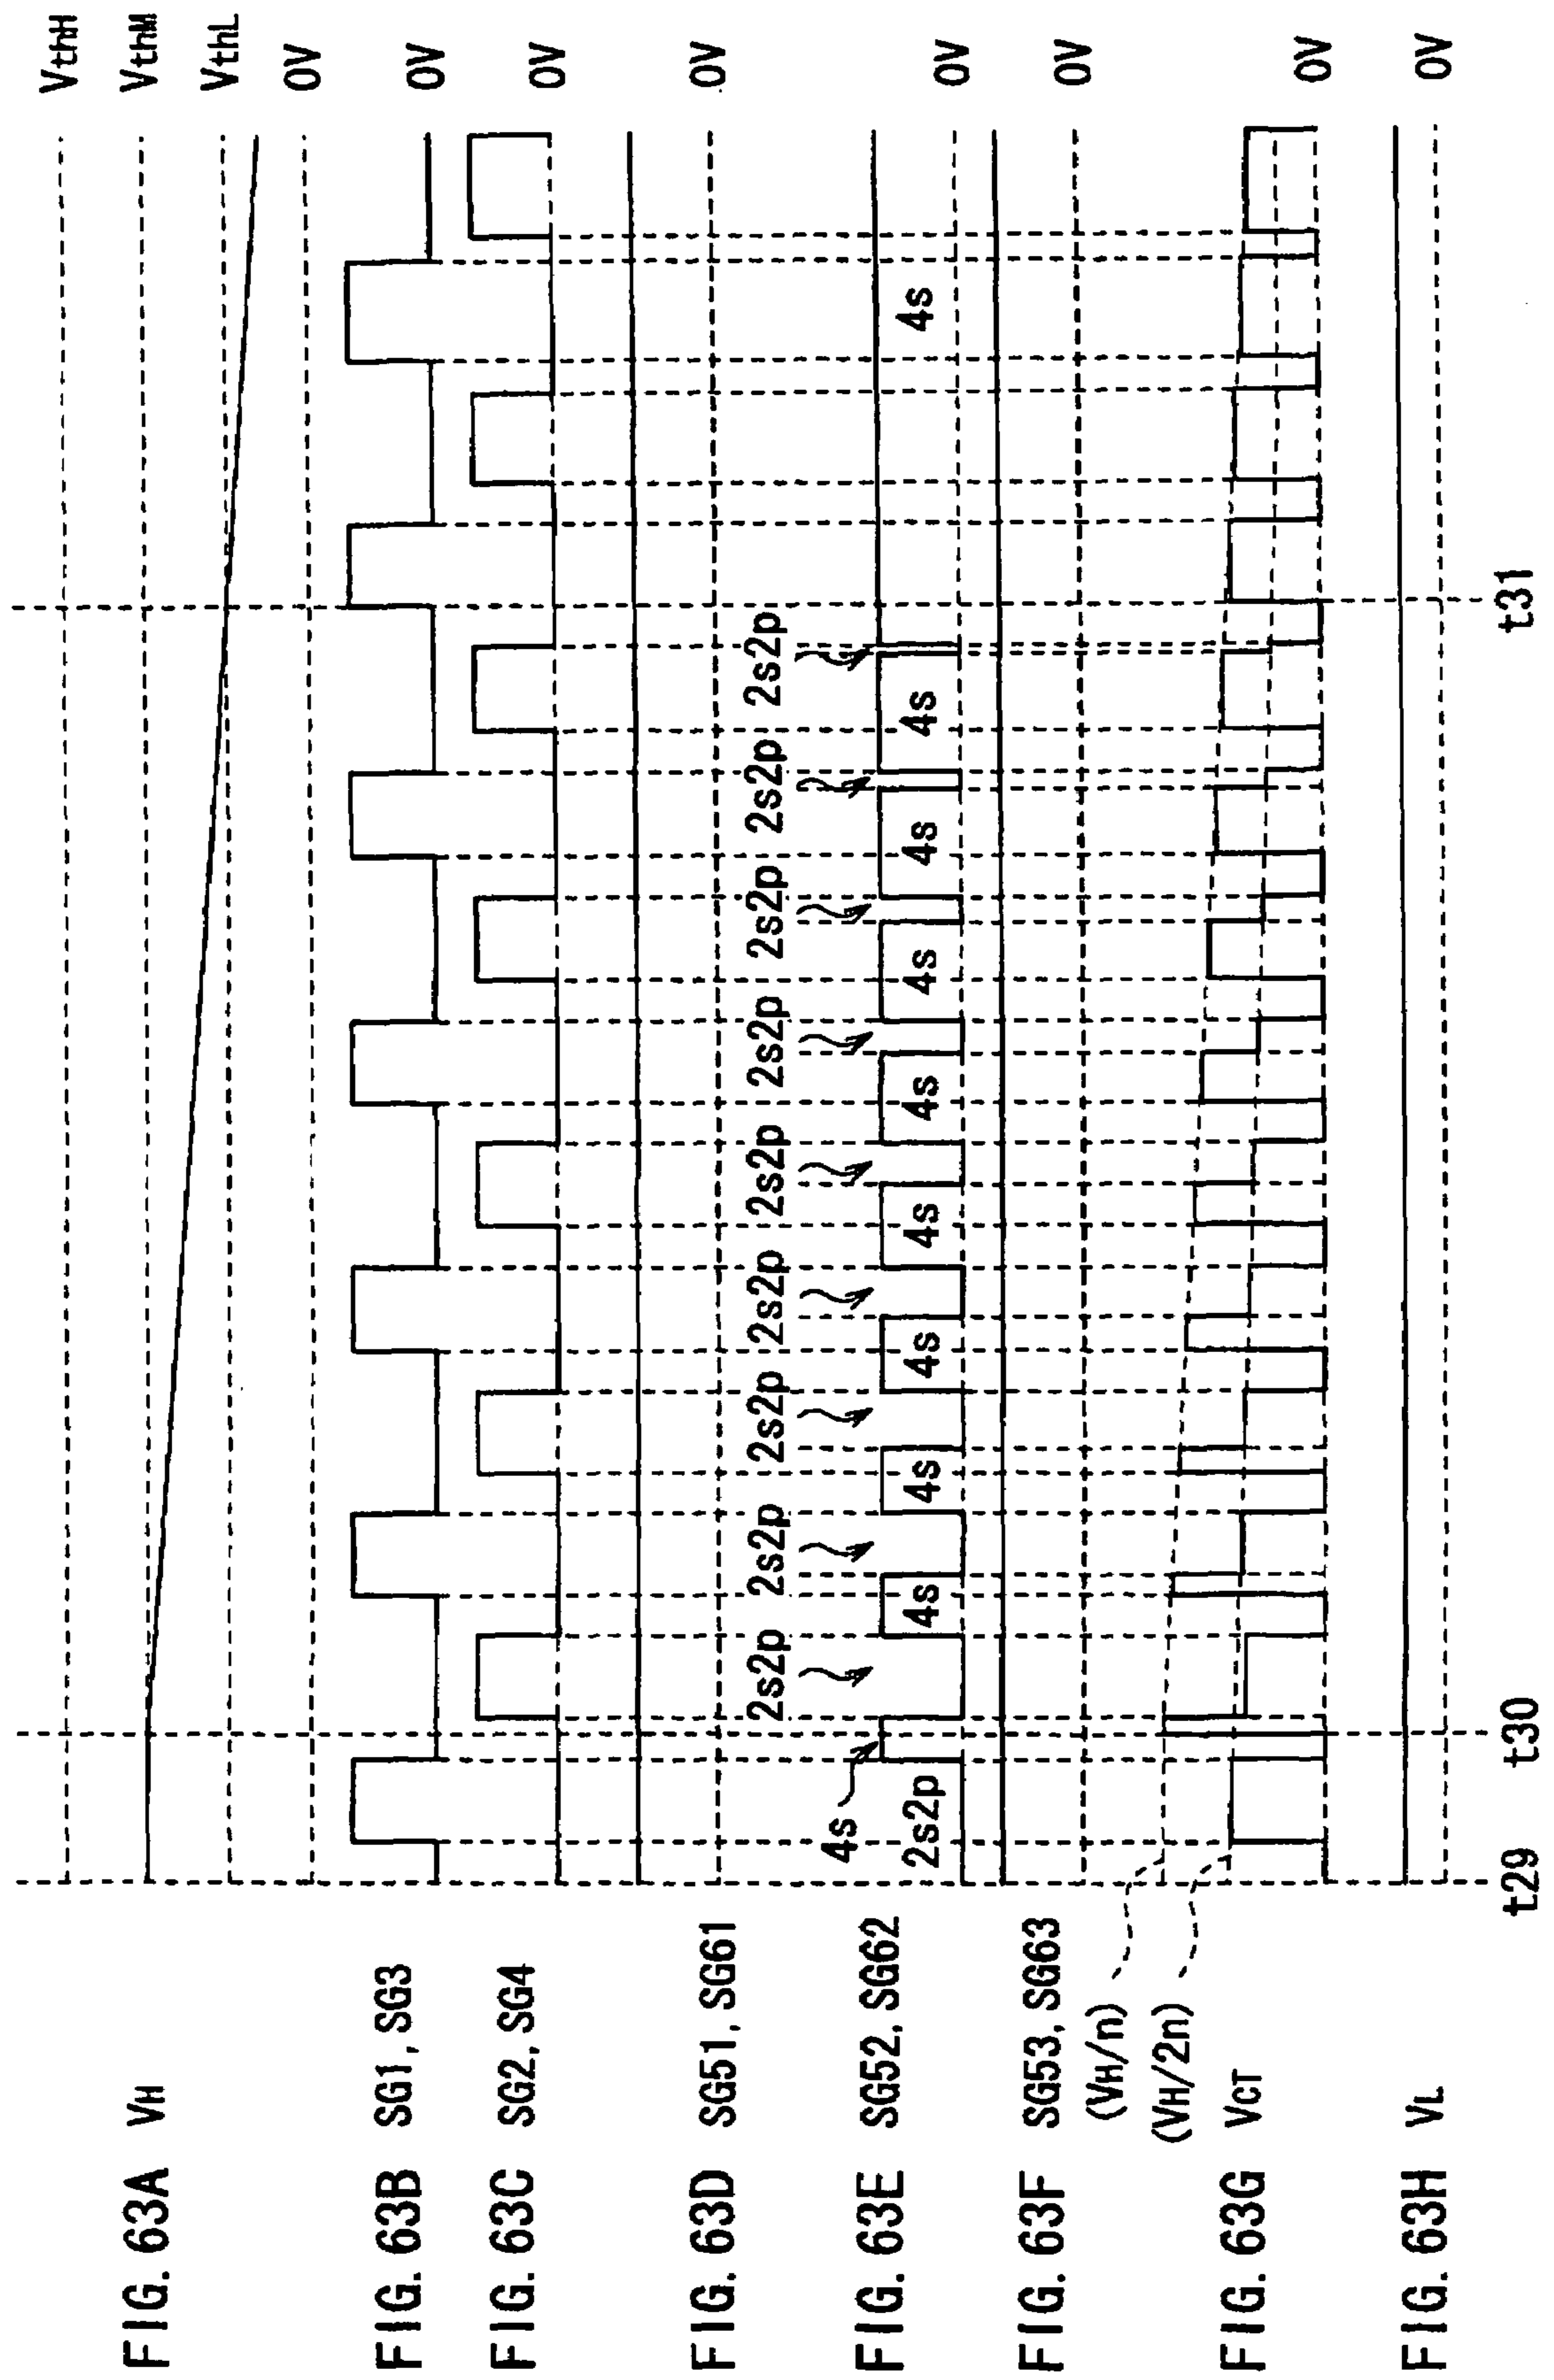 VthH
FIG. 63A VH VthM
VthL
0V
FIG. 63B SG1, SG3 0V
FIG. 63C SG2, SG4 0V
FIG. 63D SG51, SG61 0V
2s2p 2s2p 2s2p 2s2p 2s2p 2s2p 2s2p 2s2p 2s2p
4s
FIG. 63E SG52, SG62 2s2p 4s 4s 4s 4s 4s 4s 4s 4s 4s 0V
FIG. 63F SG53, SG63 0V
(VH/n)
(VH/2n)
FIG. 63G VCT 0V
FIG. 63H VL 0V
t29 t30 t31